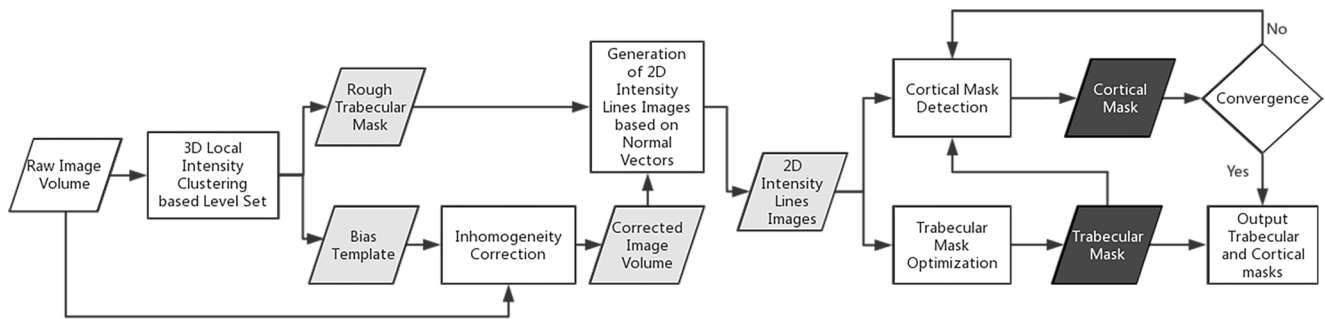 Raw Image
Volume
3D Local
Intensity
Clustering
based Level Set
Rough
Trabecular
Mask
Bias
Template
Inhomogeneity
Correction
Corrected
Image
Volume
Generation
of 2D
Intensity
Lines Images
based on
Normal
Vectors
2D
Intensity
Lines
Images
Cortical Mask
Detection
Cortical
Mask
Convergence
No
Yes
Trabecular
Mask
Optimization
Trabecular
Mask
Output
Trabecular
and Cortical
masks